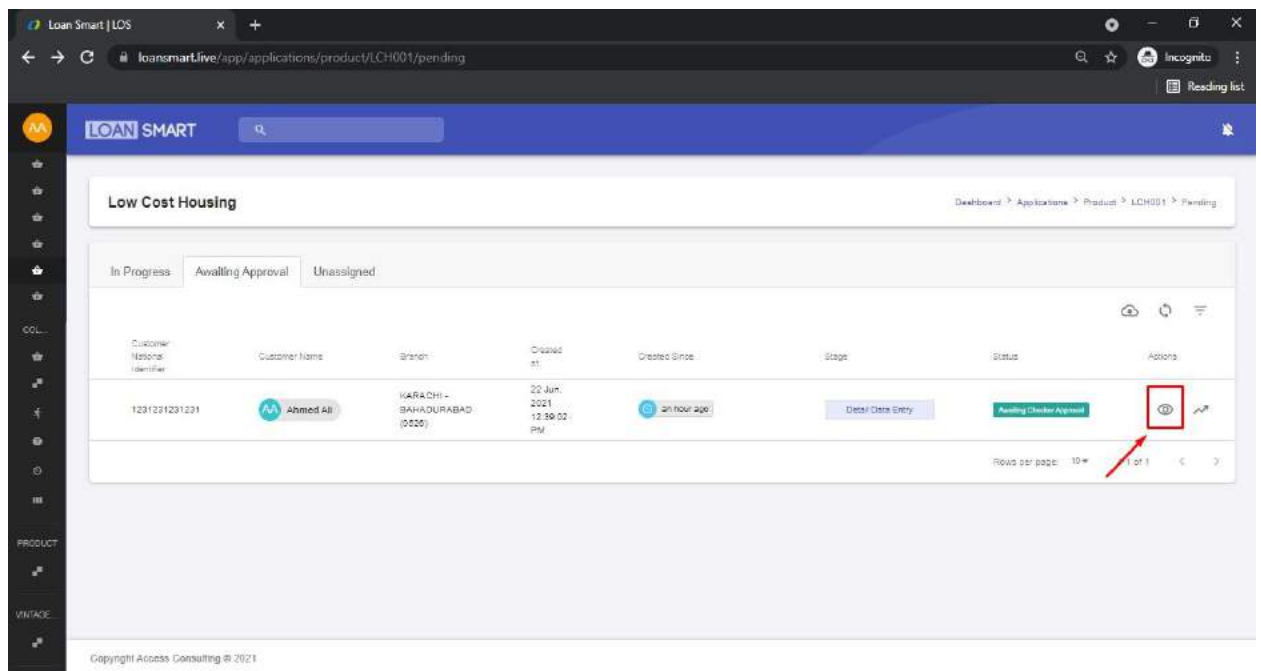 Loan Smart | LOS
loansmart.live/app/applications/product/LCH001/pending
Incognito
Reading list
LOAN SMART
Low Cost Housing
Dashboard > Applications > Product > LCH001 > Pending
In Progress
Awaiting Approval
Unassigned
COL...
Customer National Identifier
Customer Name
Branch
Created at
Created Since
Stage
Status
Actions
1231231231231
Ahmed Ali
KARACHI -
BAHADURABAD
(0526)
22 Jun,
2021
12:39:02
PM
an hour ago
Detail Data Entry
Awaiting Checker Approval
Rows per page: 10
1 of 1
PRODUCT
VINTAGE...
Copyright Access Consulting © 2021